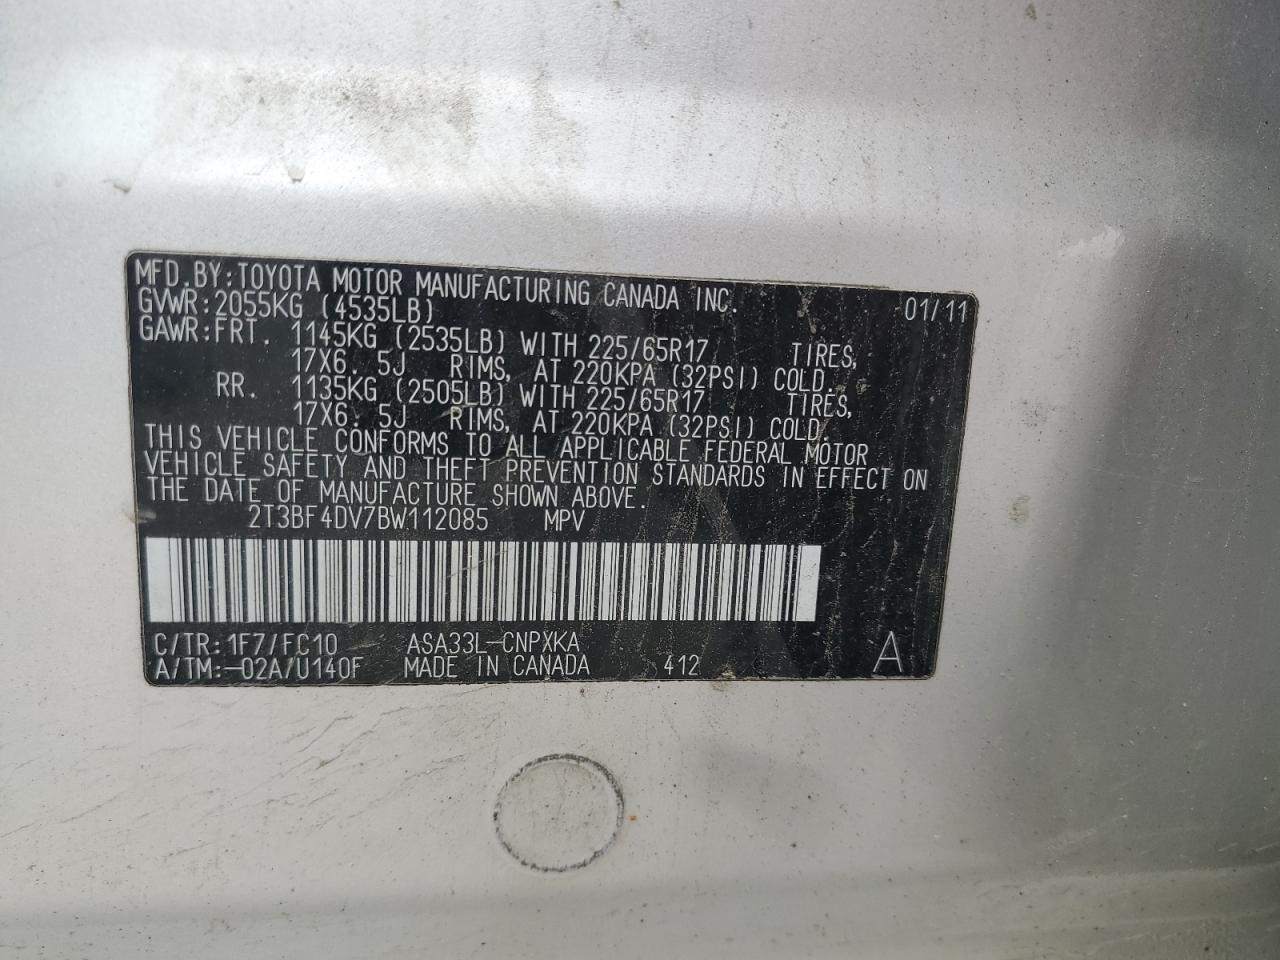 MFD.BY:TOYOTA MOTOR MANUFACTURING CANADA INC. 01/11
GVWR:2055KG (4535LB)
GAWR:FRT. 1145KG (2535LB) WITH 225/65R17 TIRES,
17X6.5J RIMS, AT 220KPA (32PSI) COLD.
RR. 1135KG (2505LB) WITH 225/65R17 TIRES,
17X6.5J RIMS, AT 220KPA (32PSI) COLD.
THIS VEHICLE CONFORMS TO ALL APPLICABLE FEDERAL MOTOR
VEHICLE SAFETY AND THEFT PREVENTION STANDARDS IN EFFECT ON
THE DATE OF MANUFACTURE SHOWN ABOVE.
2T3BF4DV7BW112085 MPV
C/TR:1F7/FC10 ASA33L-CNPXKA
A/TM:-02A/U140F MADE IN CANADA 412 A